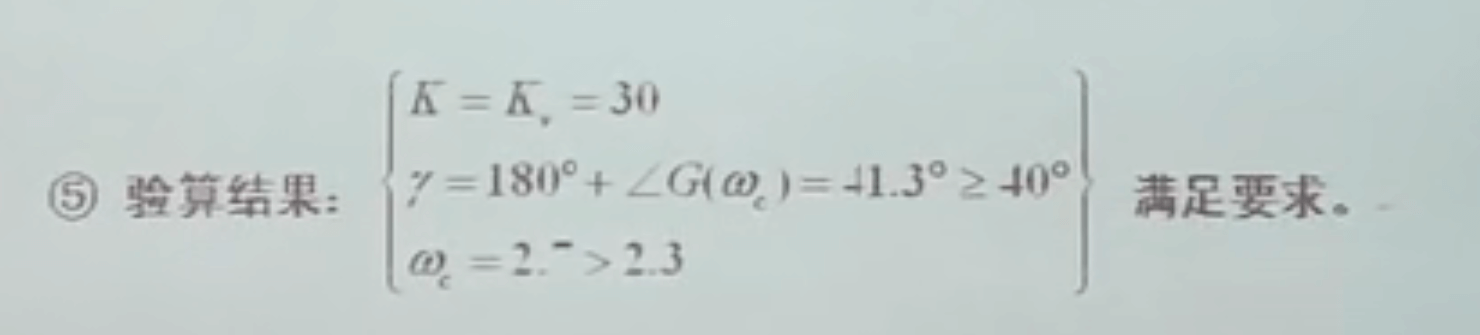 K = Kᵥ = 30
⑤ 验算结果: γ = 180° + ∠G(ω_c) = 41.3° ≥ 40° 满足要求。
ω_c = 2. > 2.3